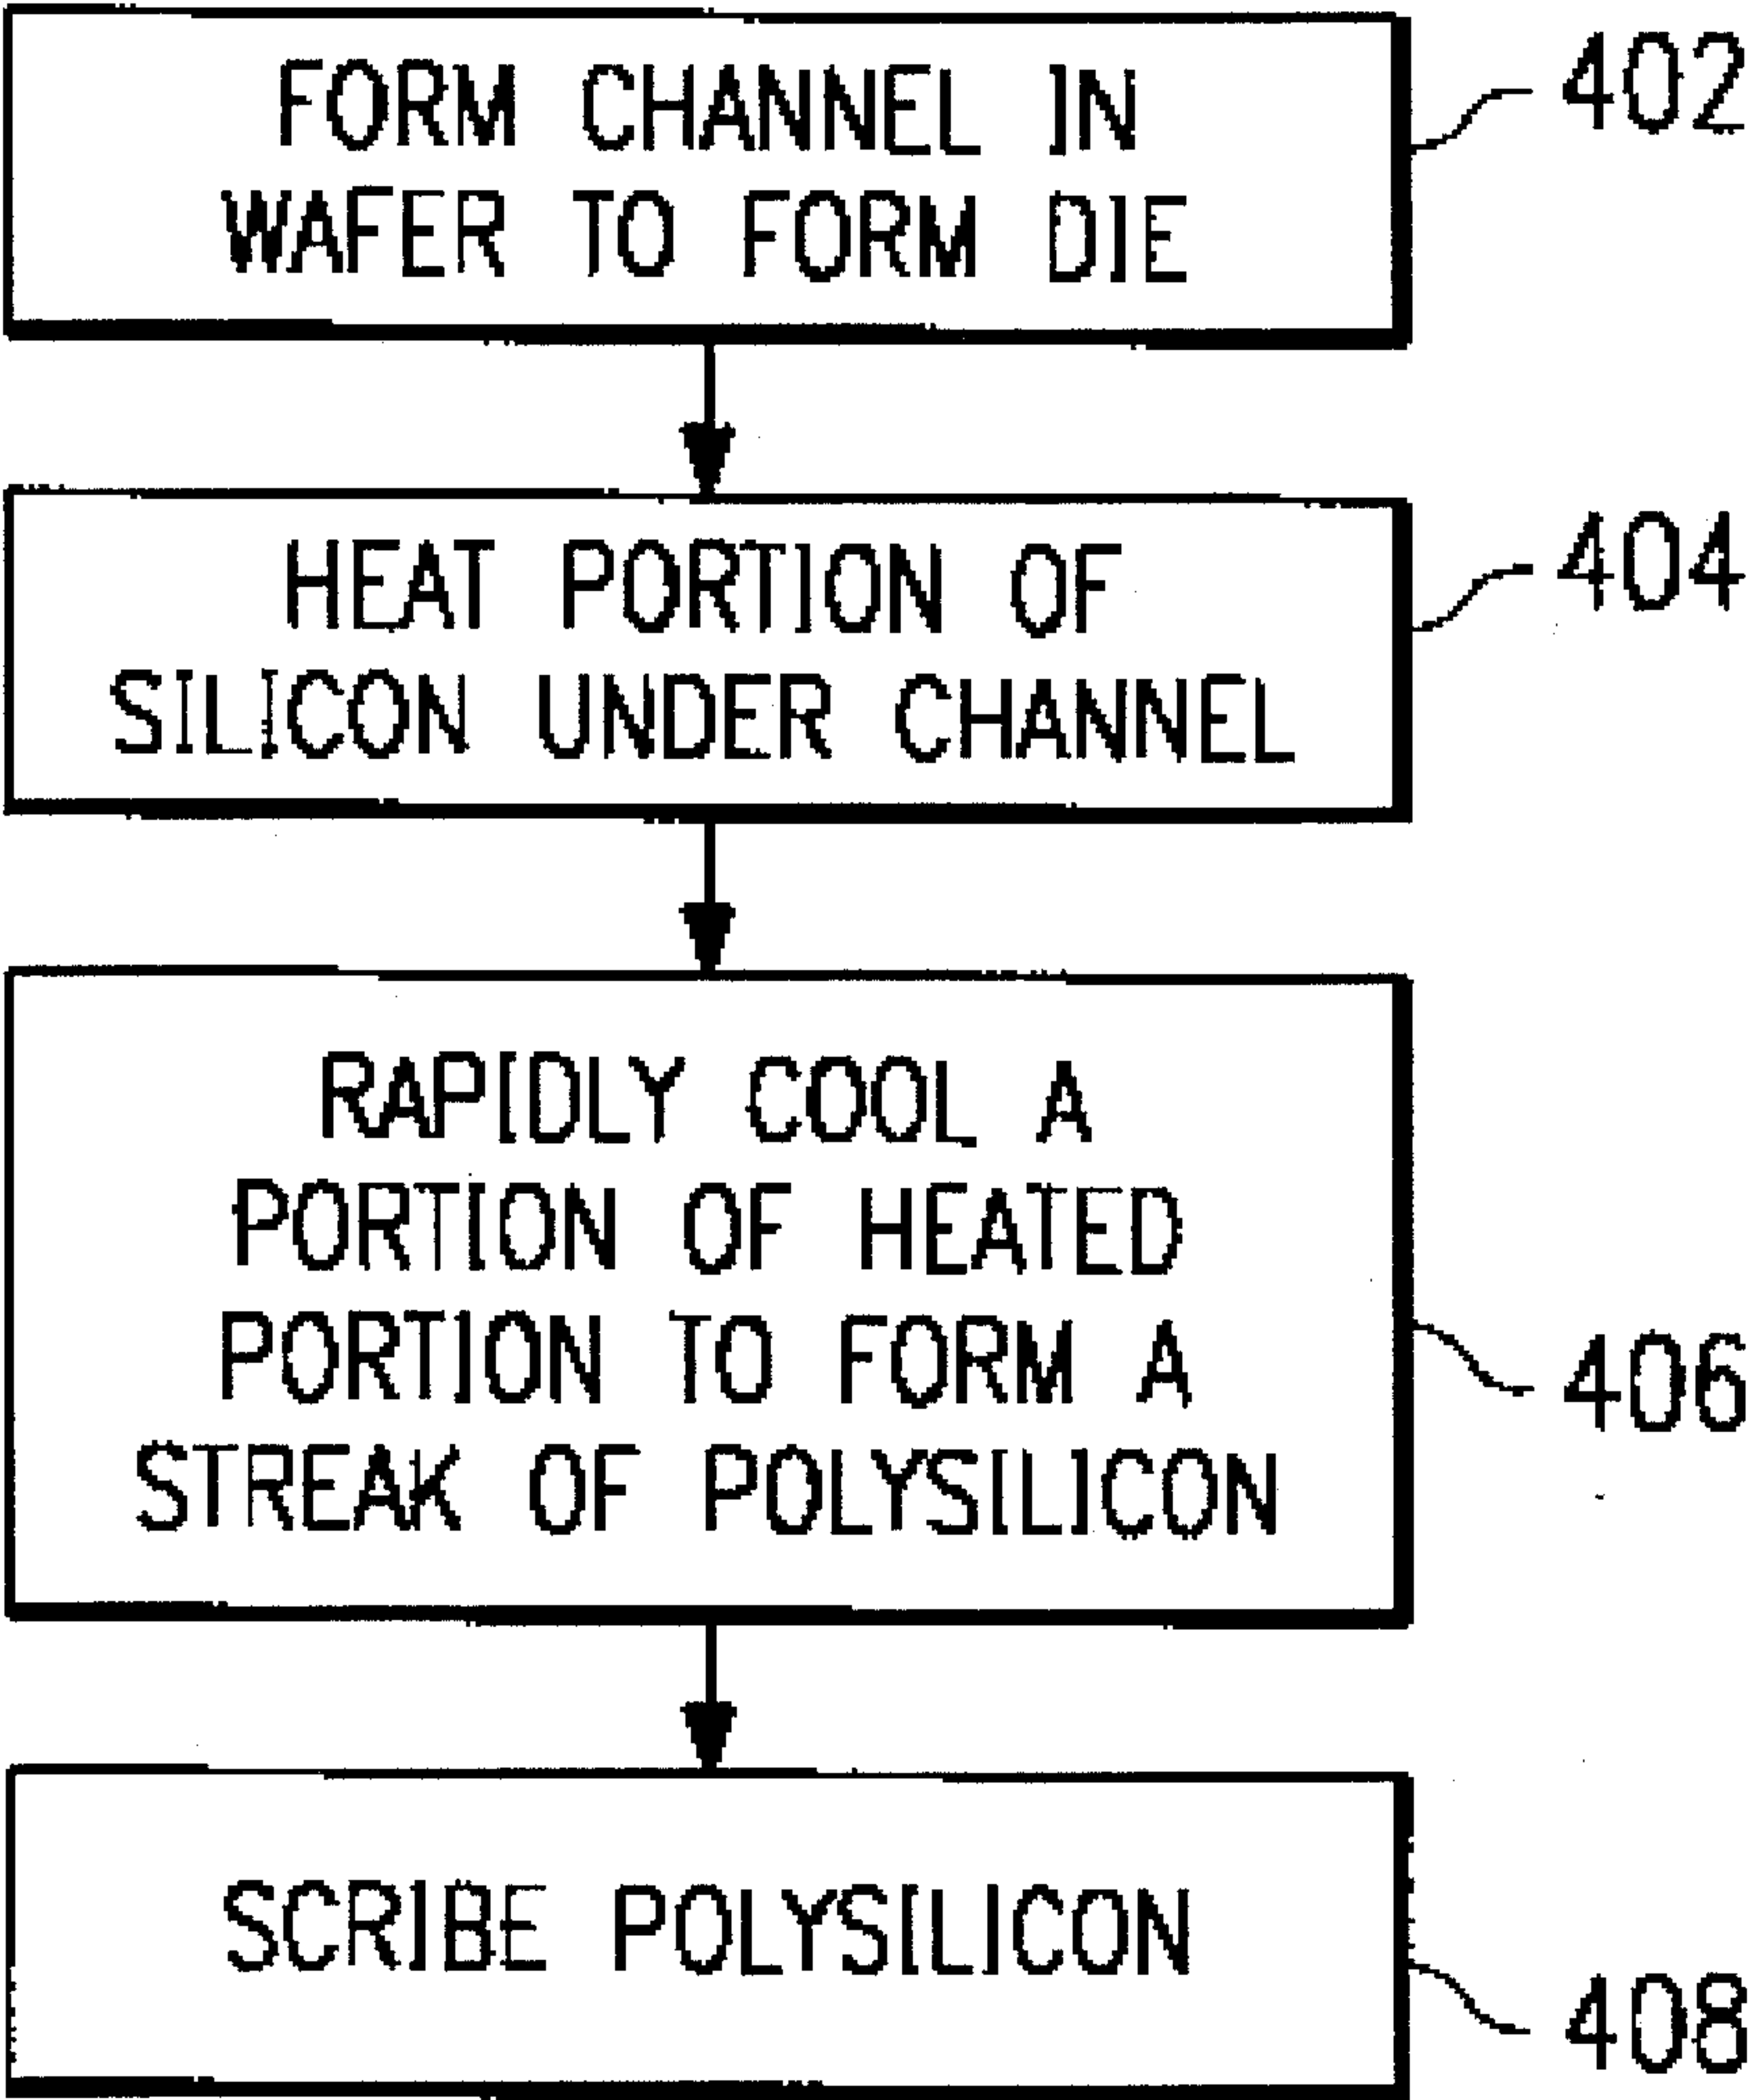 FORM CHANNEL IN
WAFER TO FORM DIE
402
HEAT PORTION OF
SILICON UNDER CHANNEL
404
RAPIDLY COOL A
PORTION OF HEATED
PORTION TO FORM A
STREAK OF POLYSILICON
406
SCRIBE POLYSILICON
408